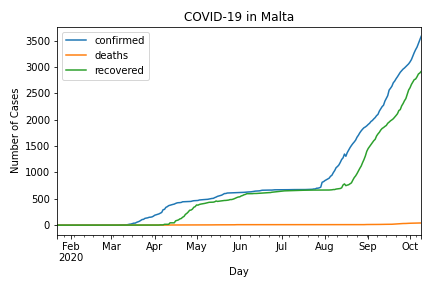 COVID-19 in Malta
confirmed
deaths
recovered
Number of Cases
3500
3000
2500
2000
1500
1000
500
0
Feb Mar Apr May Jun Jul Aug Sep Oct
2020
Day